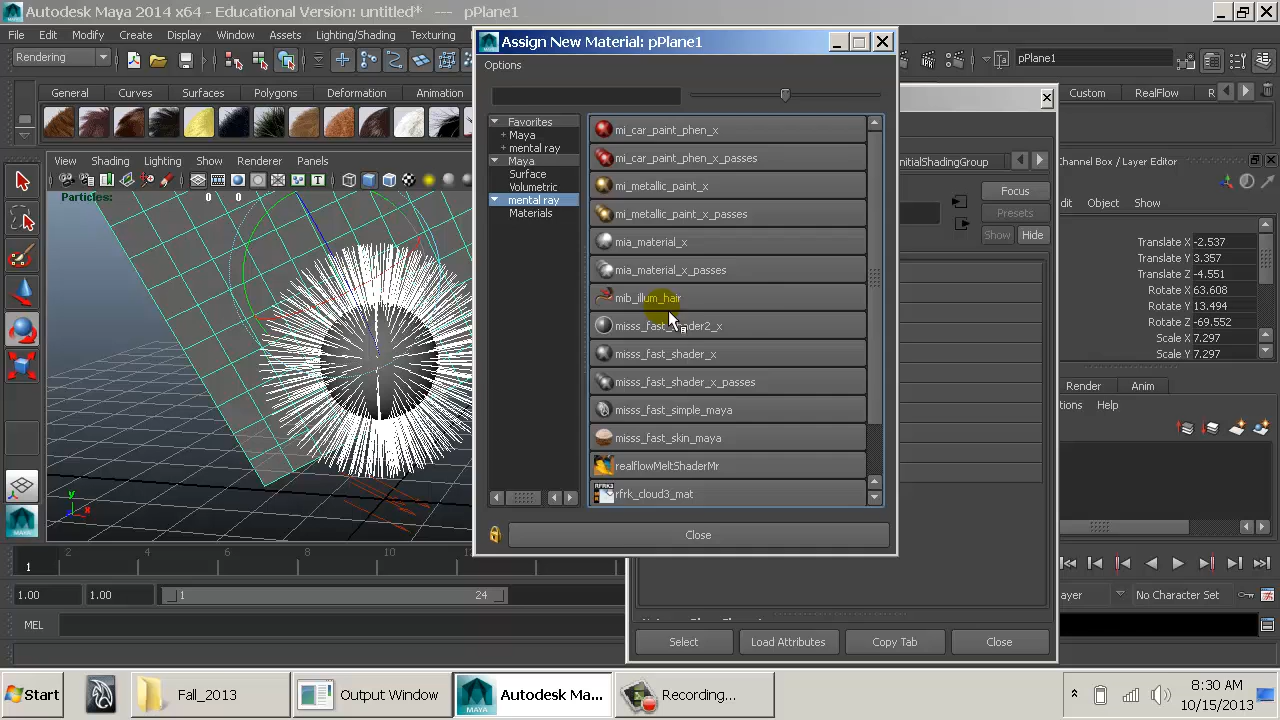 Autodesk Maya 2014 x64 - Educational Version: untitled* --- pPlane1
File Edit Modify Create Display Window Assets Lighting/Shading Texturing
Rendering
pPlane1
General Curves Surfaces Polygons Deformation Animation
Custom RealFlow R
View Shading Lighting Show Renderer Panels
Particles: 0 0
Assign New Material: pPlane1
Options
Favorites
+ Maya
+ mental ray
Maya
Surface
Volumetric
mental ray
Materials
mi_car_paint_phen_x
mi_car_paint_phen_x_passes
mi_metallic_paint_x
mi_metallic_paint_x_passes
mia_material_x
mia_material_x_passes
mib_illum_hair
misss_fast_shader2_x
misss_fast_shader_x
misss_fast_shader_x_passes
misss_fast_simple_maya
misss_fast_skin_maya
realflowMeltShaderMr
rfrk_cloud3_mat
Close
nitialShadingGroup
Focus
Presets
Show Hide
Select Load Attributes Copy Tab Close
Channel Box / Layer Editor
dit Object Show
Translate X -2.537
Translate Y 3.357
Translate Z -4.551
Rotate X 63.608
Rotate Y 13.494
Rotate Z -69.552
Scale X 7.297
Scale Y 7.297
Render Anim
tions Help
y
x
z
2 4 6 8 10
1
1.00 1.00 1 24
ayer No Character Set
MEL
Start Fall_2013 Output Window Autodesk Ma... Recording...
8:30 AM
10/15/2013